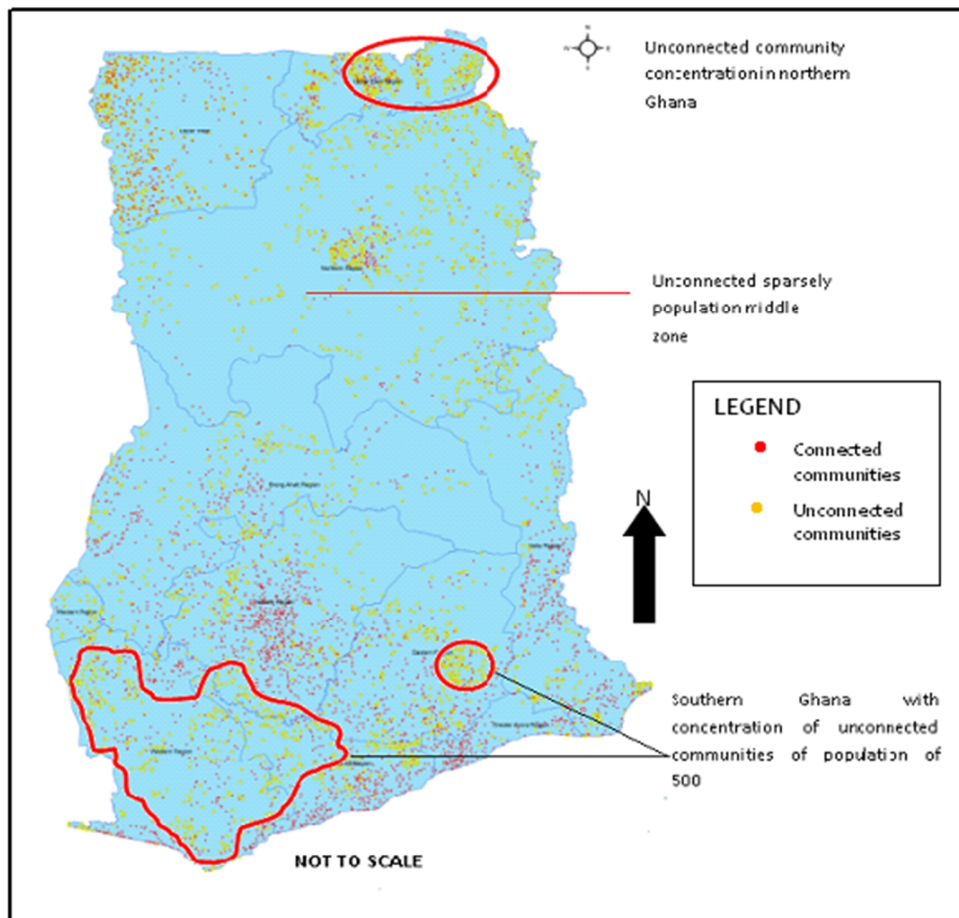 Unconnected community
concentration in northern
Ghana
Upper West
Northern Region
Unconnected sparsely
population middle
zone
LEGEND
Connected
communities
Unconnected
communities
N
Brong Ahafo Region
Volta Region
Ashanti Region
Western Region
Greater Accra Region
Western Region
Southern Ghana with
concentration of unconnected
communities of population of
500
NOT TO SCALE